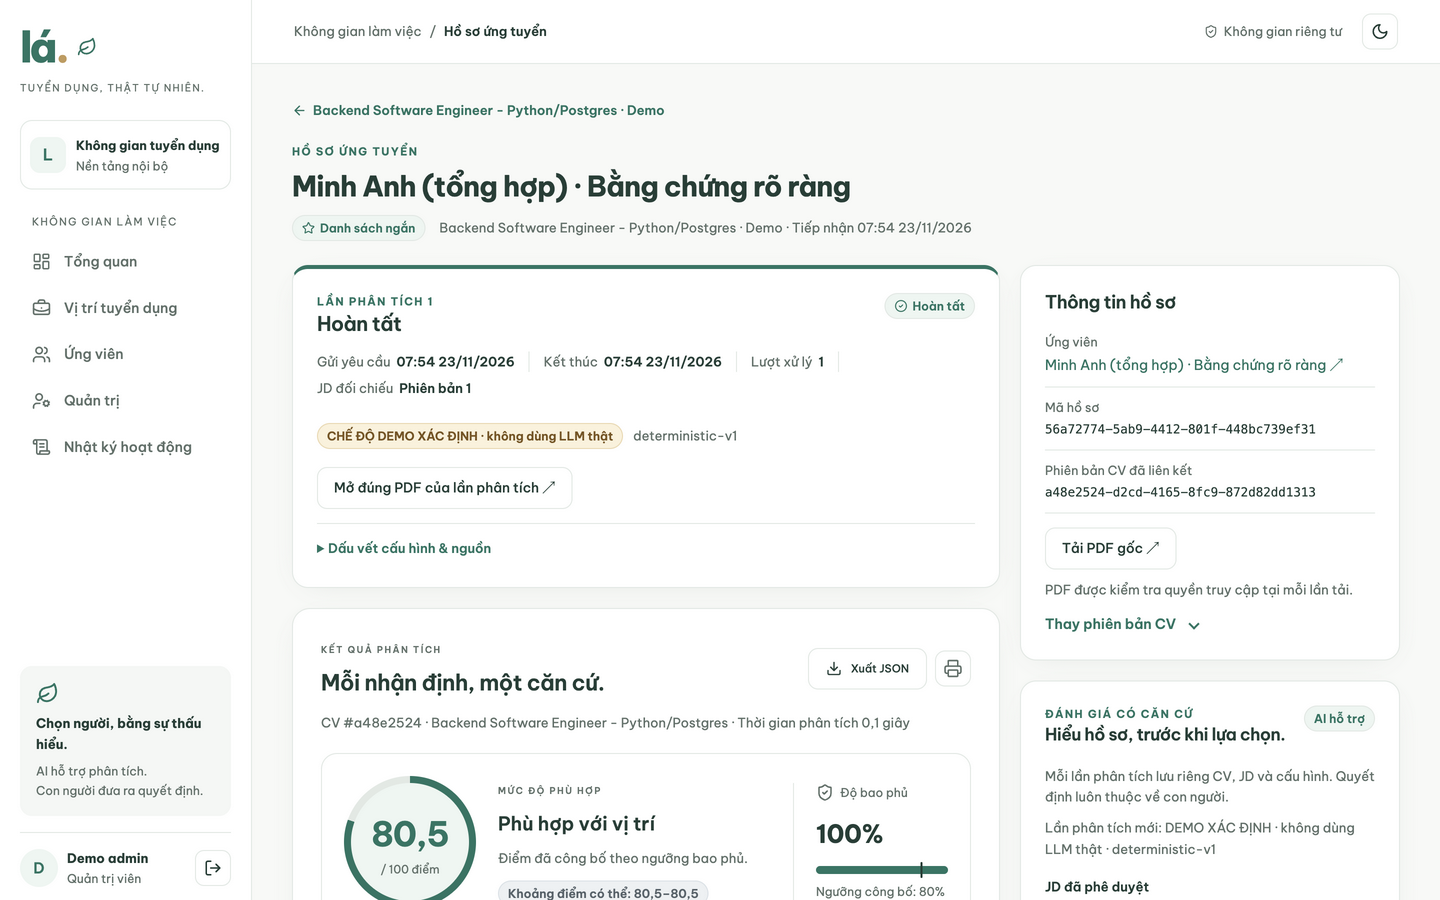 lá.
TUYỂN DỤNG, THẬT TỰ NHIÊN.
L
Không gian tuyển dụng
Nền tảng nội bộ
KHÔNG GIAN LÀM VIỆC
Tổng quan
Vị trí tuyển dụng
Ứng viên
Quản trị
Nhật ký hoạt động
Chọn người, bằng sự thấu
hiểu.
AI hỗ trợ phân tích.
Con người đưa ra quyết định.
D
Demo admin
Quản trị viên
Không gian làm việc / Hồ sơ ứng tuyển
Không gian riêng tư
← Backend Software Engineer - Python/Postgres · Demo
HỒ SƠ ỨNG TUYỂN
Minh Anh (tổng hợp) · Bằng chứng rõ ràng
Danh sách ngắn
Backend Software Engineer - Python/Postgres · Demo · Tiếp nhận 07:54 23/11/2026
LẦN PHÂN TÍCH 1
Hoàn tất
Hoàn tất
Gửi yêu cầu 07:54 23/11/2026
Kết thúc 07:54 23/11/2026
Lượt xử lý 1
JD đối chiếu Phiên bản 1
CHẾ ĐỘ DEMO XÁC ĐỊNH · không dùng LLM thật
deterministic-v1
Mở đúng PDF của lần phân tích ↗
▶ Dấu vết cấu hình & nguồn
KẾT QUẢ PHÂN TÍCH
Mỗi nhận định, một căn cứ.
Xuất JSON
CV #a48e2524 · Backend Software Engineer - Python/Postgres · Thời gian phân tích 0,1 giây
80,5
/ 100 điểm
MỨC ĐỘ PHÙ HỢP
Phù hợp với vị trí
Điểm đã công bố theo ngưỡng bao phủ.
Khoảng điểm có thể: 80,5–80,5
Độ bao phủ
100%
Ngưỡng công bố: 80%
Thông tin hồ sơ
Ứng viên
Minh Anh (tổng hợp) · Bằng chứng rõ ràng ↗
Mã hồ sơ
56a72774-5ab9-4412-801f-448bc739ef31
Phiên bản CV đã liên kết
a48e2524-d2cd-4165-8fc9-872d82dd1313
Tải PDF gốc ↗
PDF được kiểm tra quyền truy cập tại mỗi lần tải.
Thay phiên bản CV
ĐÁNH GIÁ CÓ CĂN CỨ
Hiểu hồ sơ, trước khi lựa chọn.
AI hỗ trợ
Mỗi lần phân tích lưu riêng CV, JD và cấu hình. Quyết
định luôn thuộc về con người.
Lần phân tích mới: DEMO XÁC ĐỊNH · không dùng
LLM thật · deterministic-v1
JD đã phê duyệt